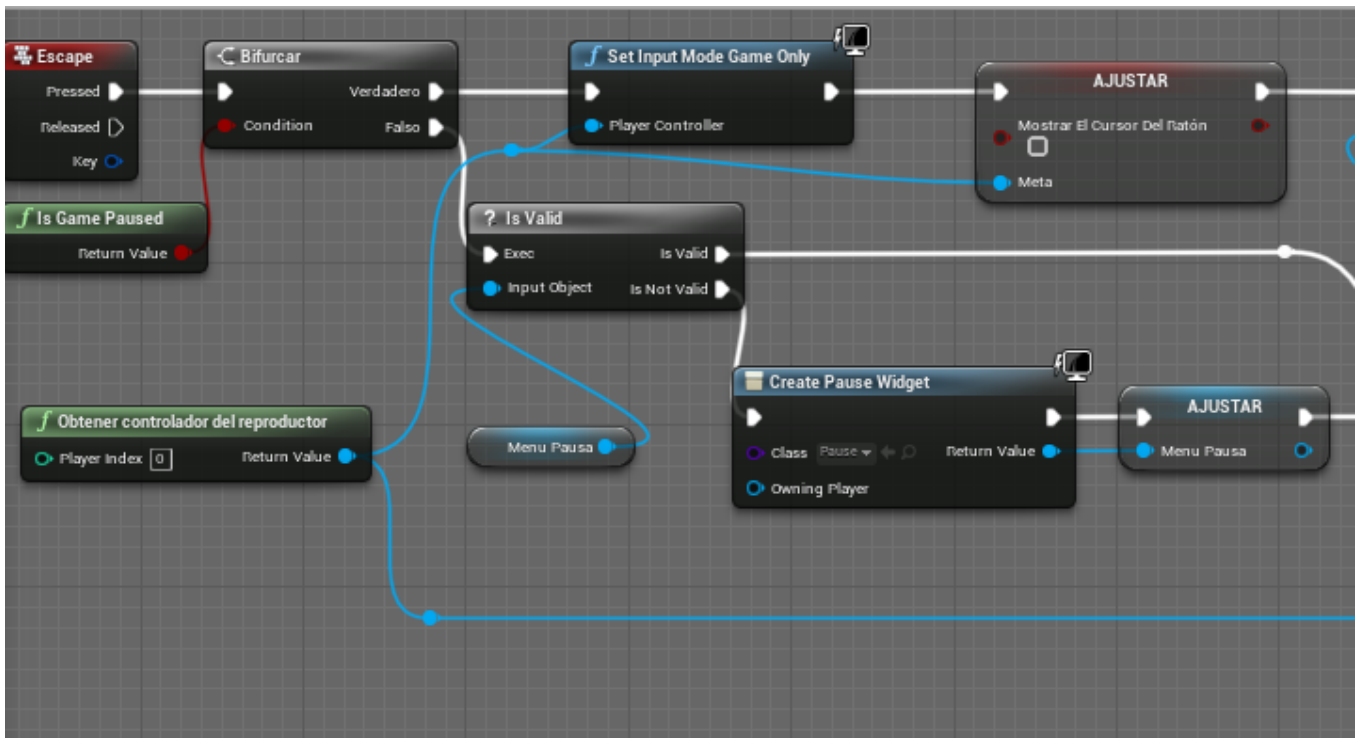 Escape
Pressed
Released
Key
Bifurcar
Verdadero
Condition
Falso
Set Input Mode Game Only
Player Controller
AJUSTAR
Mostrar El Cursor Del Ratón
Meta
Is Game Paused
Return Value
Is Valid
Exec
Is Valid
Input Object
Is Not Valid
Create Pause Widget
Class Pause
Return Value
Owning Player
AJUSTAR
Menu Pausa
Obtener controlador del reproductor
Player Index 0
Return Value
Menu Pausa